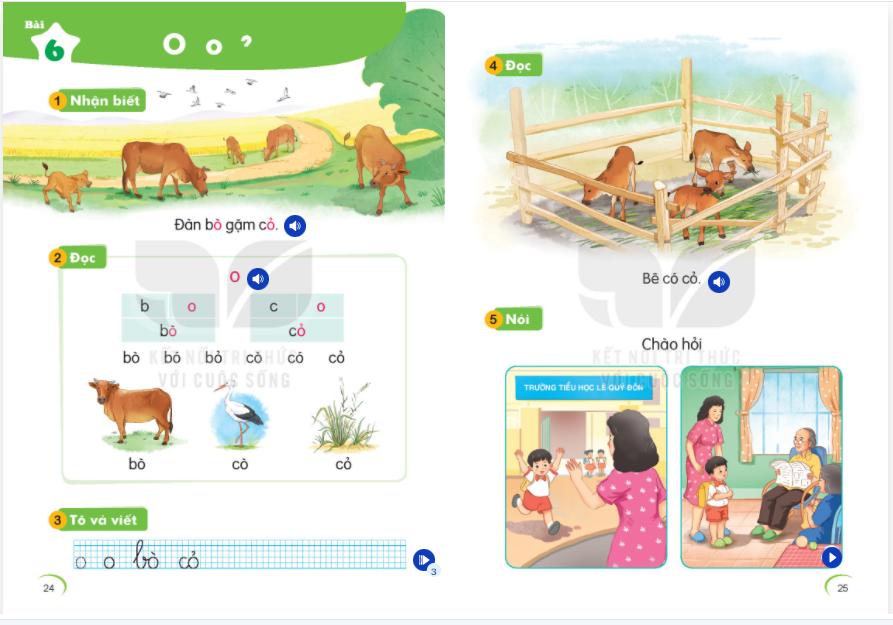 Bài
6
O o ?
1 Nhận biết
Đàn bò gặm cỏ.
2 Đọc
o
b o
c o
bò
cỏ
bò bó bỏ cò có cỏ
bò
cò
cỏ
3 Tô và viết
o o bò cỏ
3
24
4 Đọc
Bê có cỏ.
5 Nói
Chào hỏi
TRƯỜNG TIỂU HỌC LÊ QUÝ ĐÔN
KẾT NỐI TRI THỨC
VỚI CUỘC SỐNG
KẾT NỐI TRI THỨC
VỚI CUỘC SỐNG
25